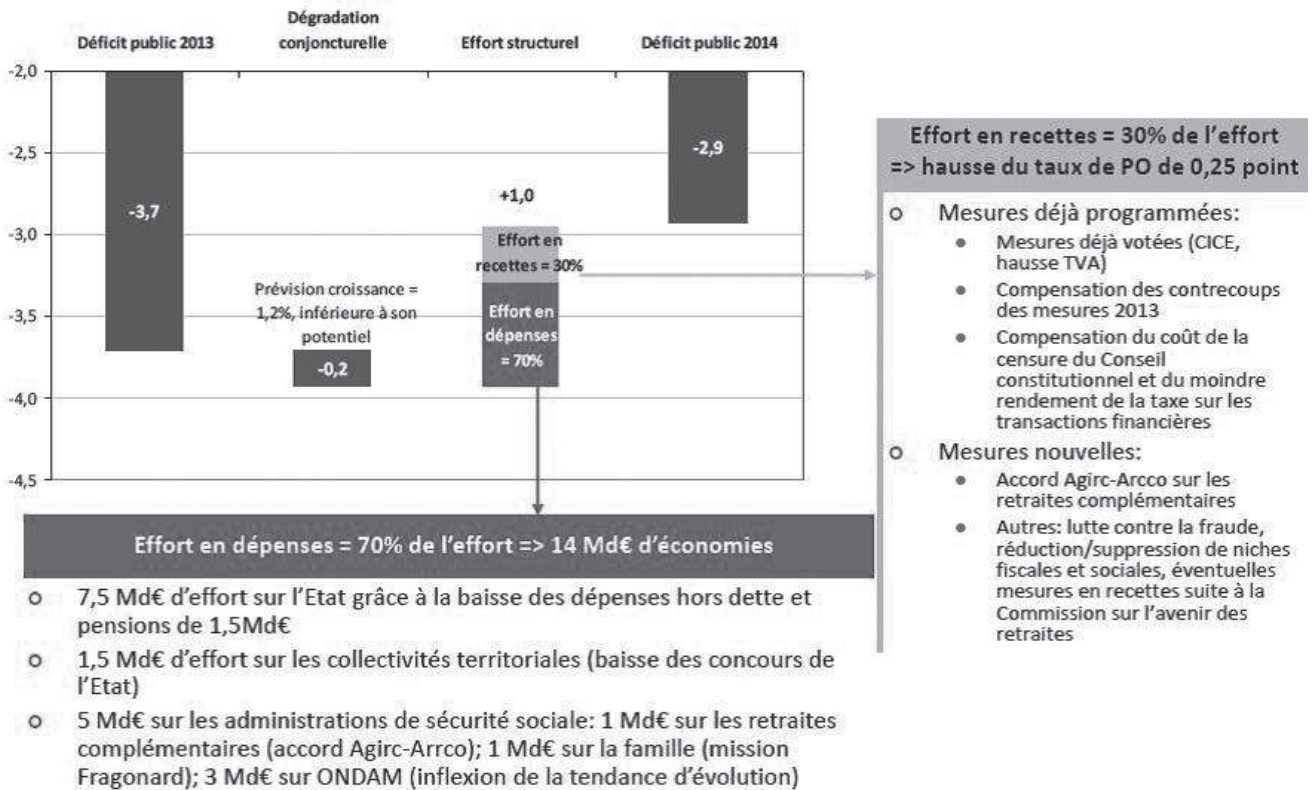 Déficit public 2013
Dégradation
conjoncturelle
Effort structurel
Déficit public 2014
-2,0
-2,5
-3,0
-3,5
-4,0
-4,5
-3,7
Prévision croissance =
1,2%, inférieure à son
potentiel
-0,2
+1,0
Effort en
recettes = 30%
Effort en
dépenses
= 70%
-2,9
Effort en recettes = 30% de l'effort
=> hausse du taux de PO de 0,25 point
o Mesures déjà programmées:
• Mesures déjà votées (CICE,
hausse TVA)
• Compensation des contrecoups
des mesures 2013
• Compensation du coût de la
censure du Conseil
constitutionnel et du moindre
rendement de la taxe sur les
transactions financières
o Mesures nouvelles:
• Accord Agirc-Arcco sur les
retraites complémentaires
• Autres: lutte contre la fraude,
réduction/suppression de niches
fiscales et sociales, éventuelles
mesures en recettes suite à la
Commission sur l'avenir des
retraites
Effort en dépenses = 70% de l'effort => 14 Md€ d'économies
o 7,5 Md€ d'effort sur l'Etat grâce à la baisse des dépenses hors dette et
pensions de 1,5Md€
o 1,5 Md€ d'effort sur les collectivités territoriales (baisse des concours de
l'Etat)
o 5 Md€ sur les administrations de sécurité sociale: 1 Md€ sur les retraites
complémentaires (accord Agirc-Arrco); 1 Md€ sur la famille (mission
Fragonard); 3 Md€ sur ONDAM (inflexion de la tendance d'évolution)